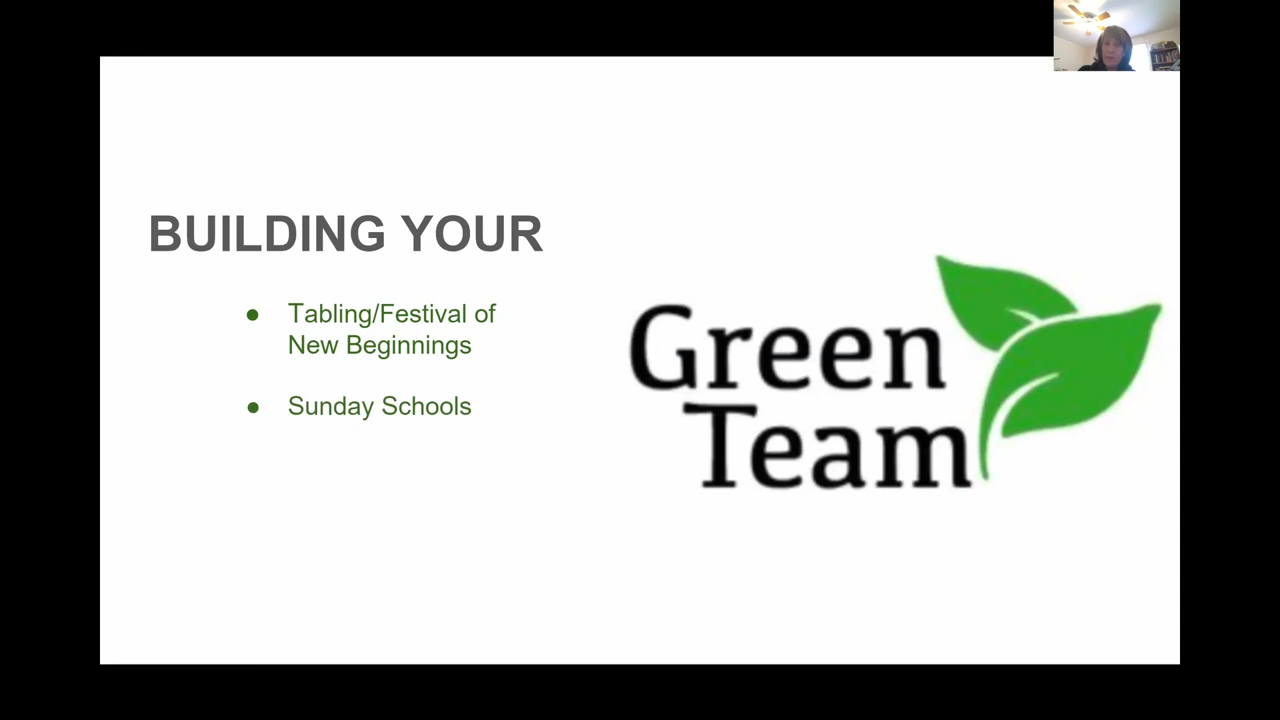 BUILDING YOUR
● Tabling/Festival of
New Beginnings
● Sunday Schools
Green
Team